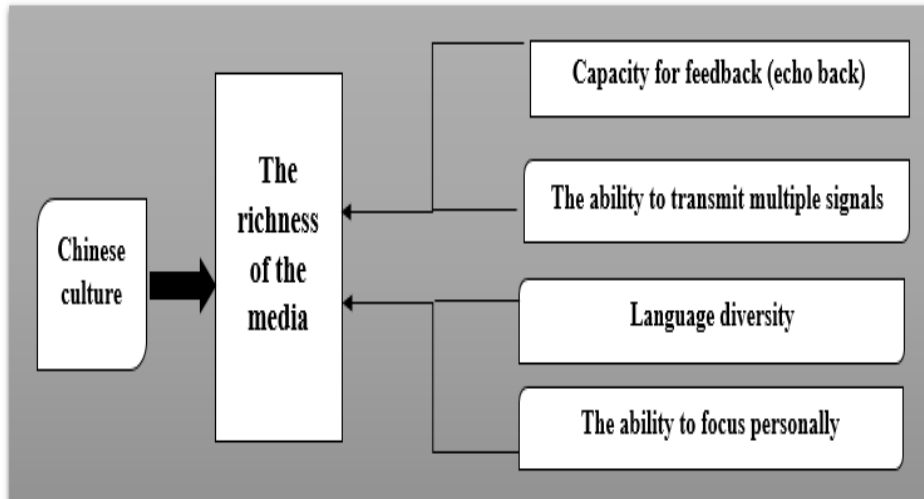 Chinese
culture
The
richness
of the
media
Capacity for feedback (echo back)
The ability to transmit multiple signals
Language diversity
The ability to focus personally